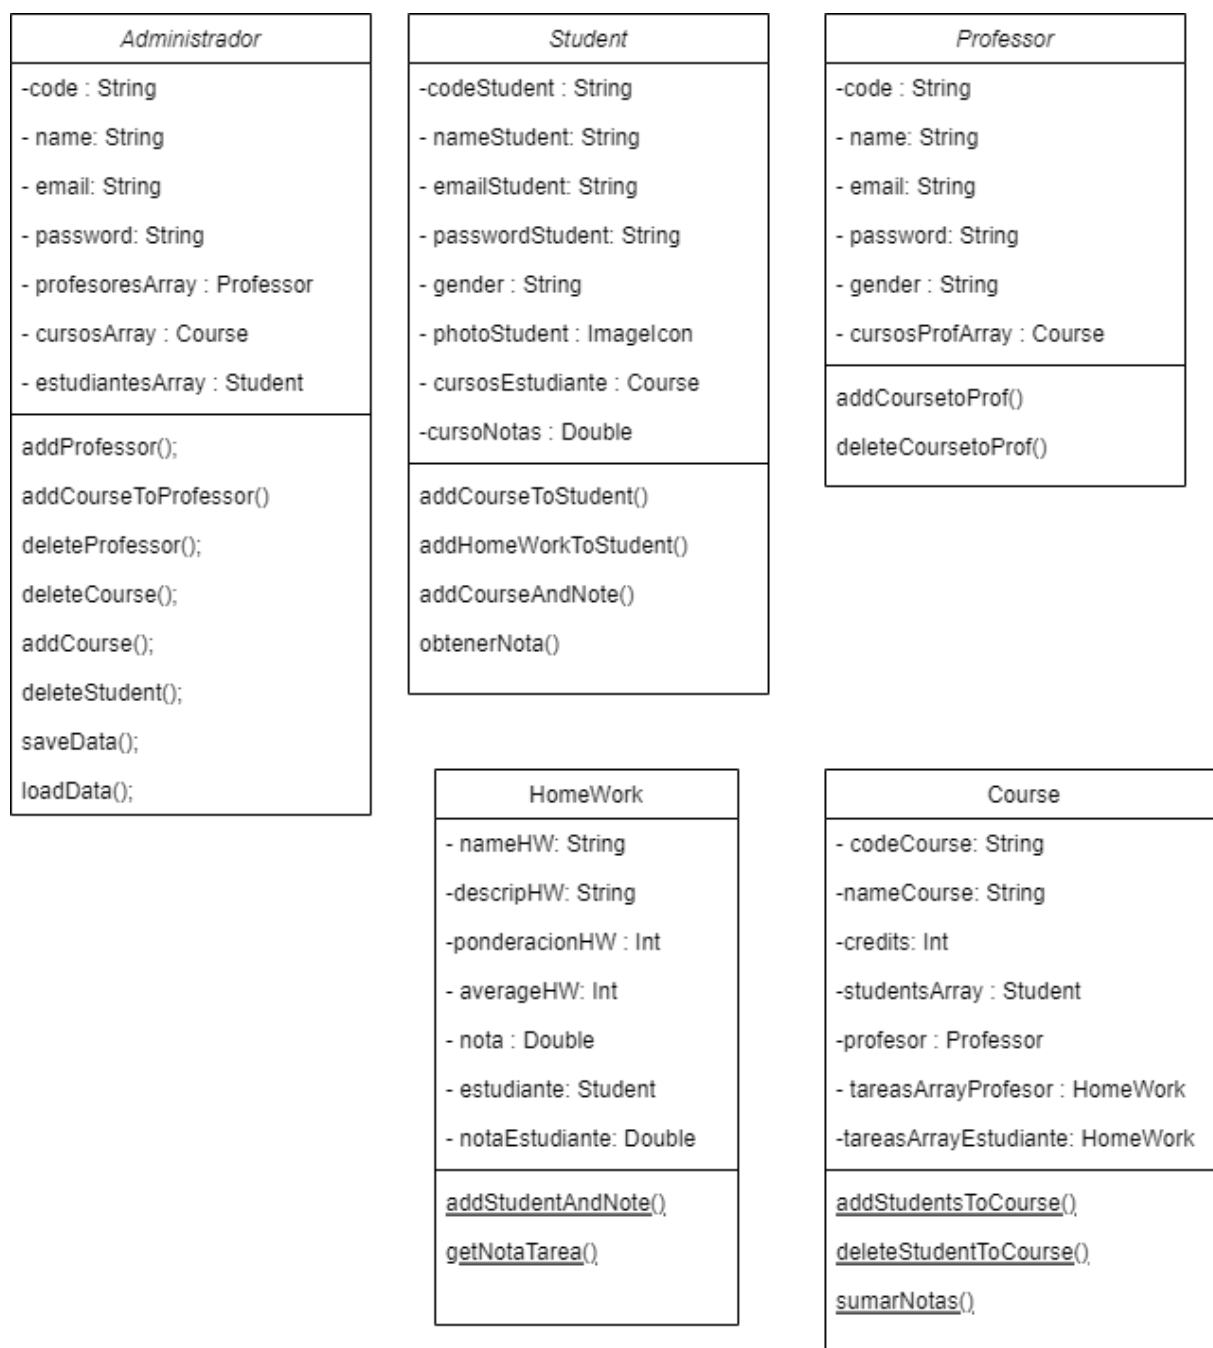 Administrador
-code : String
- name: String
- email: String
- password: String
- profesoresArray : Professor
- cursosArray : Course
- estudiantesArray : Student
addProfessor();
addCourseToProfessor()
deleteProfessor();
deleteCourse();
addCourse();
deleteStudent();
saveData();
loadData();
Student
-codeStudent : String
- nameStudent: String
- emailStudent: String
- passwordStudent: String
- gender : String
- photoStudent : ImageIcon
- cursosEstudiante : Course
-cursoNotas : Double
addCourseToStudent()
addHomeWorkToStudent()
addCourseAndNote()
obtenerNota()
Professor
-code : String
- name: String
- email: String
- password: String
- gender : String
- cursosProfArray : Course
addCoursetoProf()
deleteCoursetoProf()
HomeWork
- nameHW: String
-descripHW: String
-ponderacionHW : Int
- averageHW: Int
- nota : Double
- estudiante: Student
- notaEstudiante: Double
addStudentAndNote()
getNotaTarea()
Course
- codeCourse: String
-nameCourse: String
-credits: Int
-studentsArray : Student
-profesor : Professor
- tareasArrayProfesor : HomeWork
-tareasArrayEstudiante: HomeWork
addStudentsToCourse()
deleteStudentToCourse()
sumarNotas()